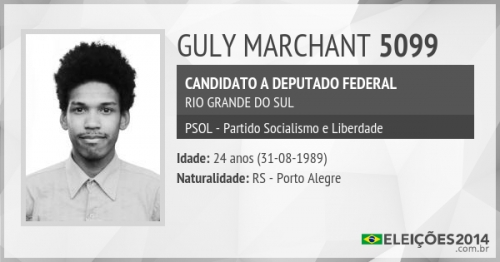 GULY MARCHANT 5099
CANDIDATO A DEPUTADO FEDERAL
RIO GRANDE DO SUL
PSOL - Partido Socialismo e Liberdade
Idade: 24 anos (31-08-1989)
Naturalidade: RS - Porto Alegre
ELEIÇÕES2014
.com.br